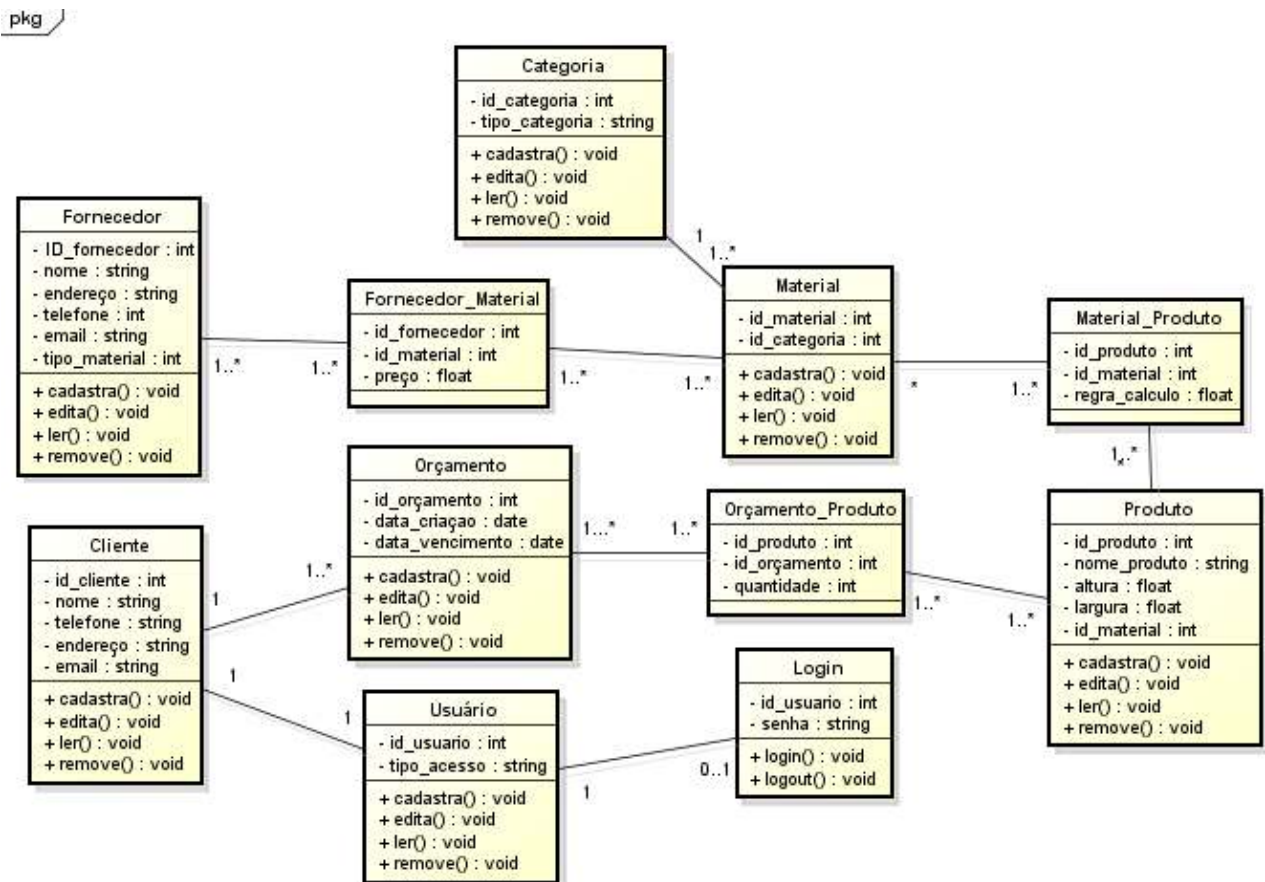 pkg
Categoria
- id_categoria : int
- tipo_categoria : string
+ cadastra() : void
+ edita() : void
+ ler() : void
+ remove() : void
Fornecedor
- ID_fornecedor : int
- nome : string
- endereço : string
- telefone : int
- email : string
- tipo_material : int
+ cadastra() : void
+ edita() : void
+ ler() : void
+ remove() : void
1..*
1..*
Fornecedor_Material
- id_fornecedor : int
- id_material : int
- preço : float
1..*
1..*
1
1..*
Material
- id_material : int
- id_categoria : int
+ cadastra() : void
+ edita() : void
+ ler() : void
+ remove() : void
*
1..*
Material_Produto
- id_produto : int
- id_material : int
- regra_calculo : float
1..*
*
Orçamento
- id_orçamento : int
- data_criaçao : date
- data_vencimento : date
+ cadastra() : void
+ edita() : void
+ ler() : void
+ remove() : void
1...*
1..*
Orçamento_Produto
- id_produto : int
- id_orçamento : int
- quantidade : int
1..*
1..*
Produto
- id_produto : int
- nome_produto : string
- altura : float
- largura : float
- id_material : int
+ cadastra() : void
+ edita() : void
+ ler() : void
+ remove() : void
Cliente
- id_cliente : int
- nome : string
- telefone : string
- endereço : string
- email : string
+ cadastra() : void
+ edita() : void
+ ler() : void
+ remove() : void
1
1..*
1
1
Usuário
- id_usuario : int
- tipo_acesso : string
+ cadastra() : void
+ edita() : void
+ ler() : void
+ remove() : void
1
0..1
Login
- id_usuario : int
- senha : string
+ login() : void
+ logout() : void